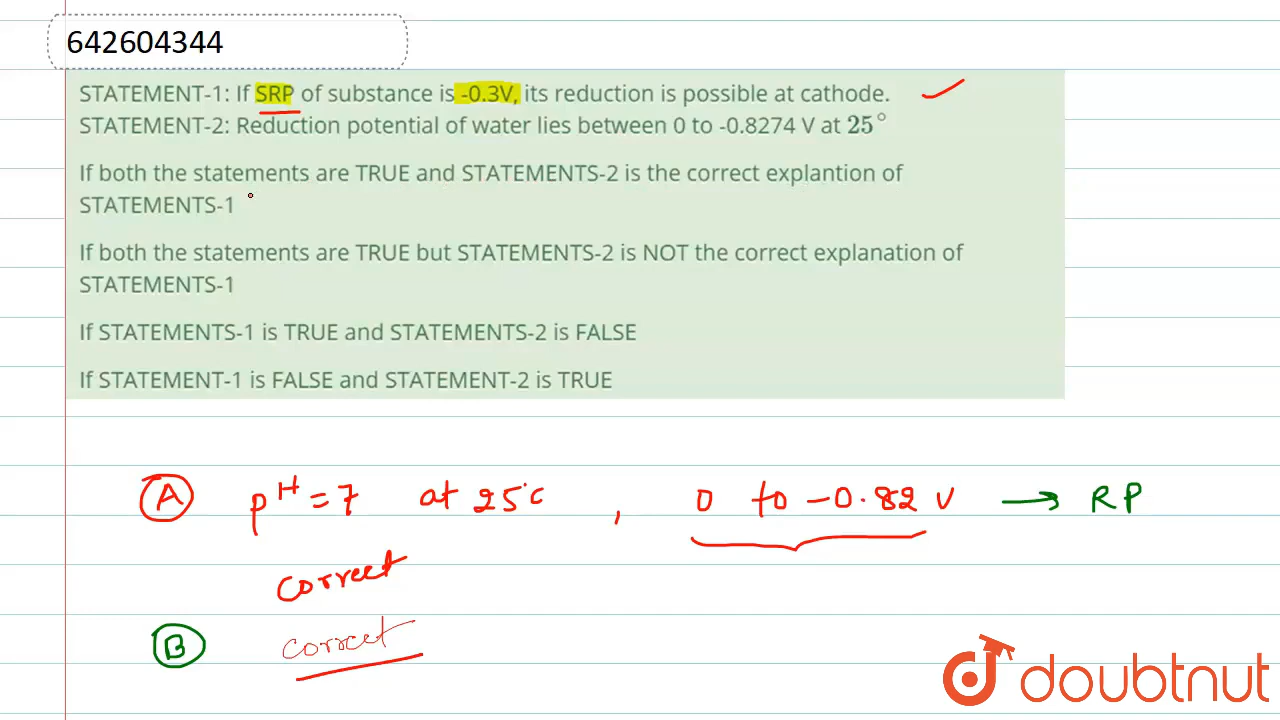 642604344
STATEMENT-1: If SRP of substance is -0.3V, its reduction is possible at cathode.
STATEMENT-2: Reduction potential of water lies between 0 to -0.8274 V at 25°
If both the statements are TRUE and STATEMENTS-2 is the correct explantion of
STATEMENTS-1
If both the statements are TRUE but STATEMENTS-2 is NOT the correct explanation of
STATEMENTS-1
If STATEMENTS-1 is TRUE and STATEMENTS-2 is FALSE
If STATEMENT-1 is FALSE and STATEMENT-2 is TRUE
A pH = 7 at 25°C, 0 to -0.82 V → RP
correct
B correct
doubtnut